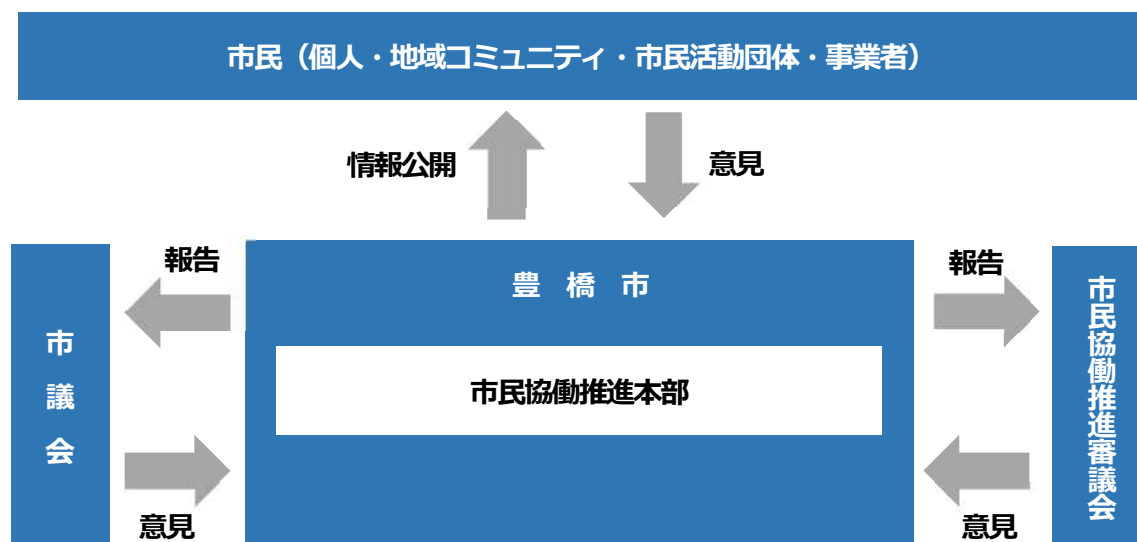 市民（個人・地域コミュニティ・市民活動団体・事業者）
情報公開
意見
報告
豊橋市
報告
市議会
市民協働推進本部
市民協働推進審議会
意見
意見